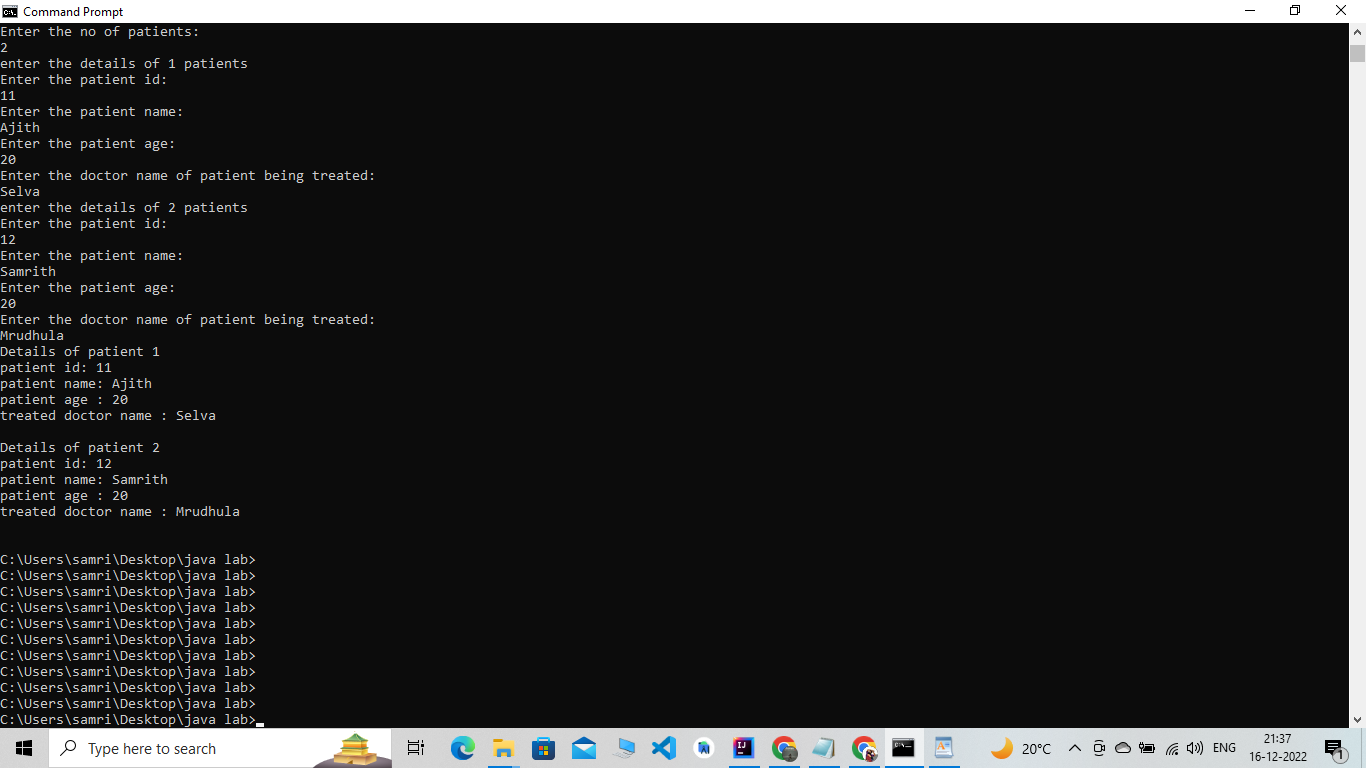 Command Prompt
Enter the no of patients:
2
enter the details of 1 patients
Enter the patient id:
11
Enter the patient name:
Ajith
Enter the patient age:
20
Enter the doctor name of patient being treated:
Selva
enter the details of 2 patients
Enter the patient id:
12
Enter the patient name:
Samrith
Enter the patient age:
20
Enter the doctor name of patient being treated:
Mrudhula
Details of patient 1
patient id: 11
patient name: Ajith
patient age : 20
treated doctor name : Selva
Details of patient 2
patient id: 12
patient name: Samrith
patient age : 20
treated doctor name : Mrudhula
C:\Users\samri\Desktop\java lab>
C:\Users\samri\Desktop\java lab>
C:\Users\samri\Desktop\java lab>
C:\Users\samri\Desktop\java lab>
C:\Users\samri\Desktop\java lab>
C:\Users\samri\Desktop\java lab>
C:\Users\samri\Desktop\java lab>
C:\Users\samri\Desktop\java lab>
C:\Users\samri\Desktop\java lab>
C:\Users\samri\Desktop\java lab>
C:\Users\samri\Desktop\java lab>
Type here to search
20°C
ENG
21:37
16-12-2022
1